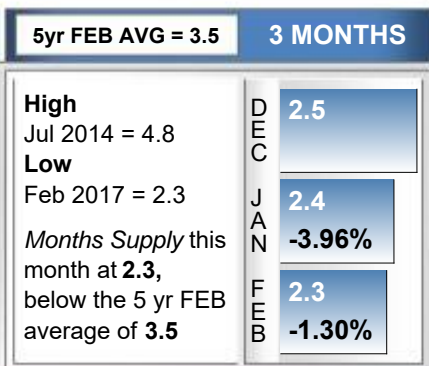 5yr FEB AVG = 3.5
3 MONTHS
High
Jul 2014 = 4.8
Low
Feb 2017 = 2.3
Months Supply this
month at 2.3,
below the 5 yr FEB
average of 3.5
DEC
2.5
JAN
2.4
-3.96%
FEB
2.3
-1.30%